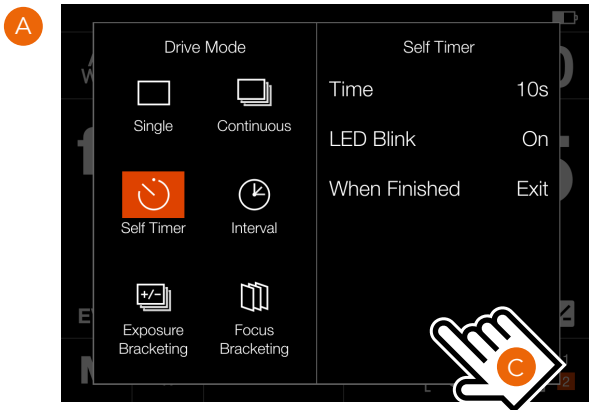 A
Drive Mode
Self Timer
Single
Continuous
Time 10s
LED Blink On
When Finished Exit
Self Timer
Interval
+/-
Exposure
Bracketing
Focus
Bracketing
C